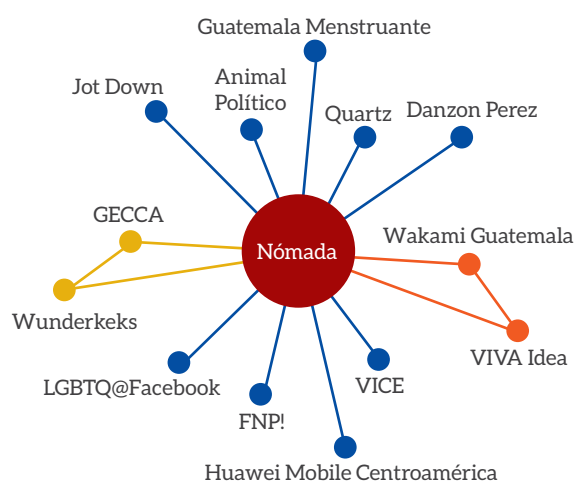 Guatemala Menstruante
Jot Down
Animal
Político
Quartz
Danzon Perez
GECCA
Wakami Guatemala
Nómada
Wunderkeks
VIVA Idea
LGBTQ@Facebook
VICE
FNP!
Huawei Mobile Centroamérica